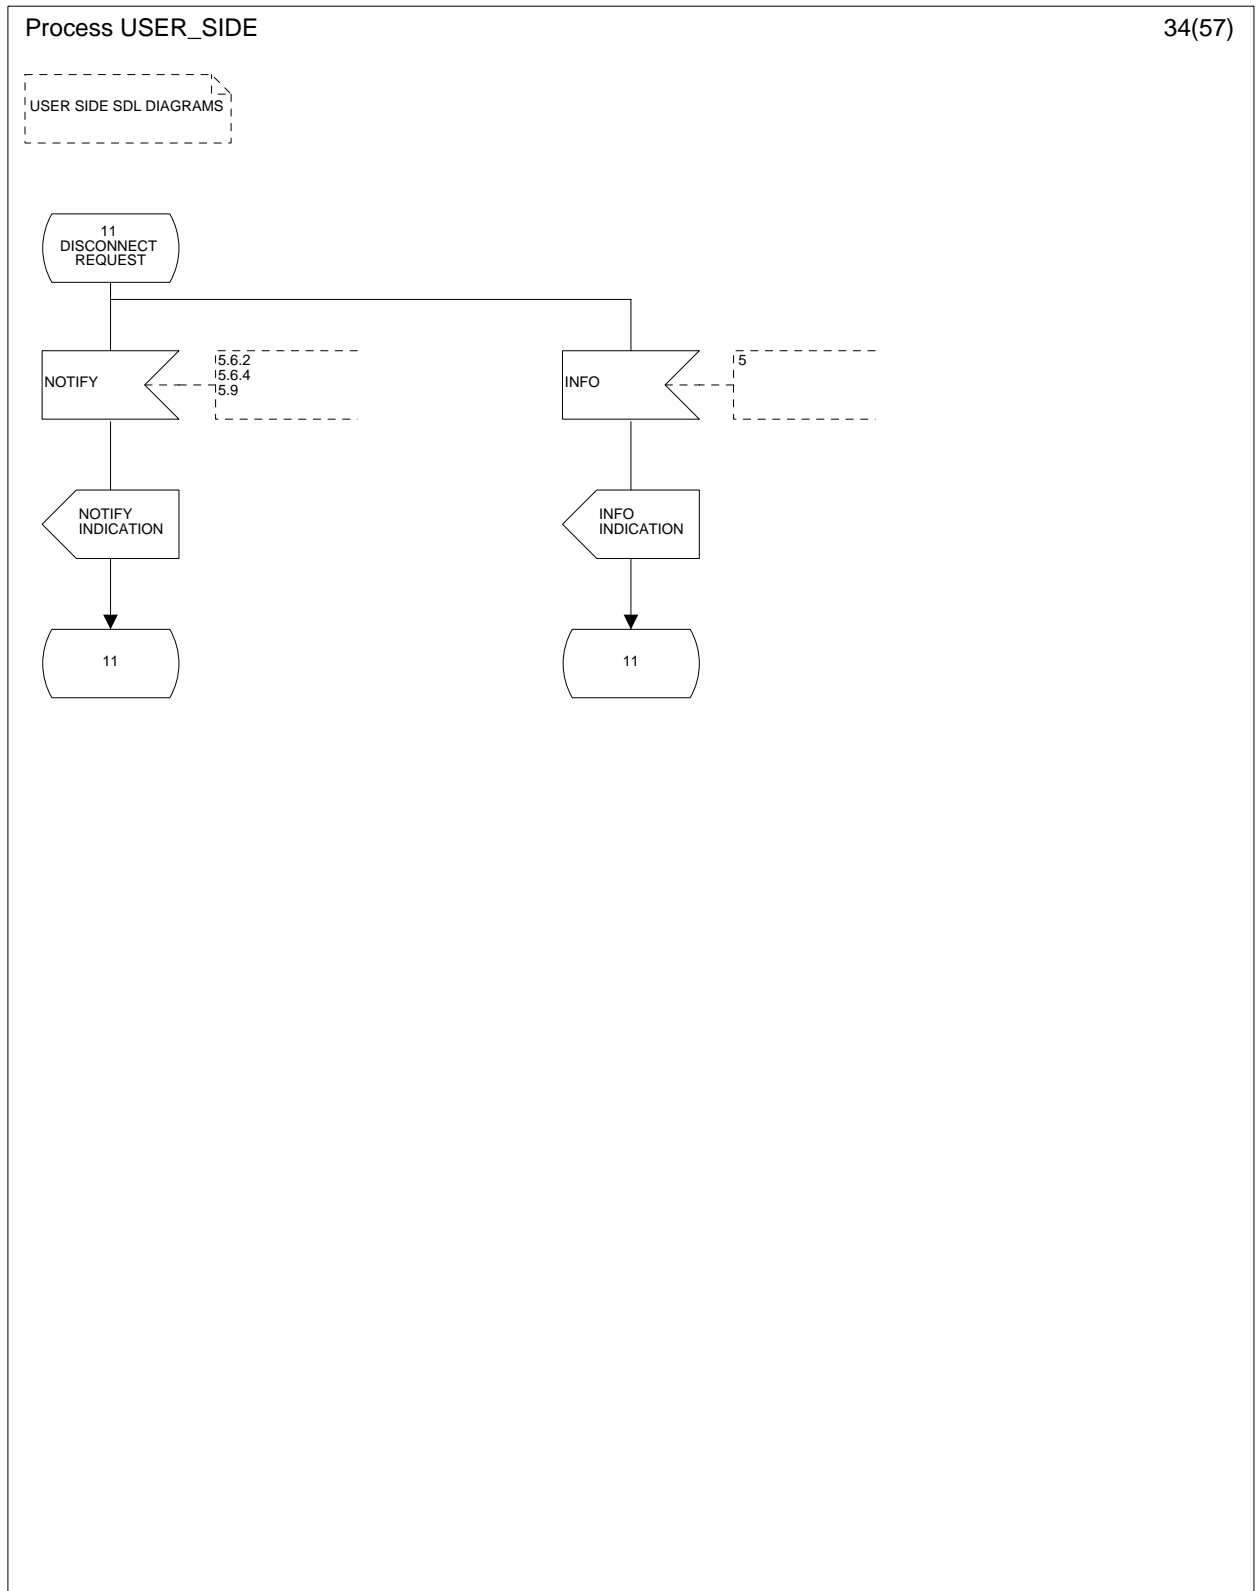 Process USER_SIDE
34(57)
USER SIDE SDL DIAGRAMS
11
DISCONNECT
REQUEST
NOTIFY
5.6.2
5.6.4
5.9
INFO
5
NOTIFY
INDICATION
INFO
INDICATION
11
11